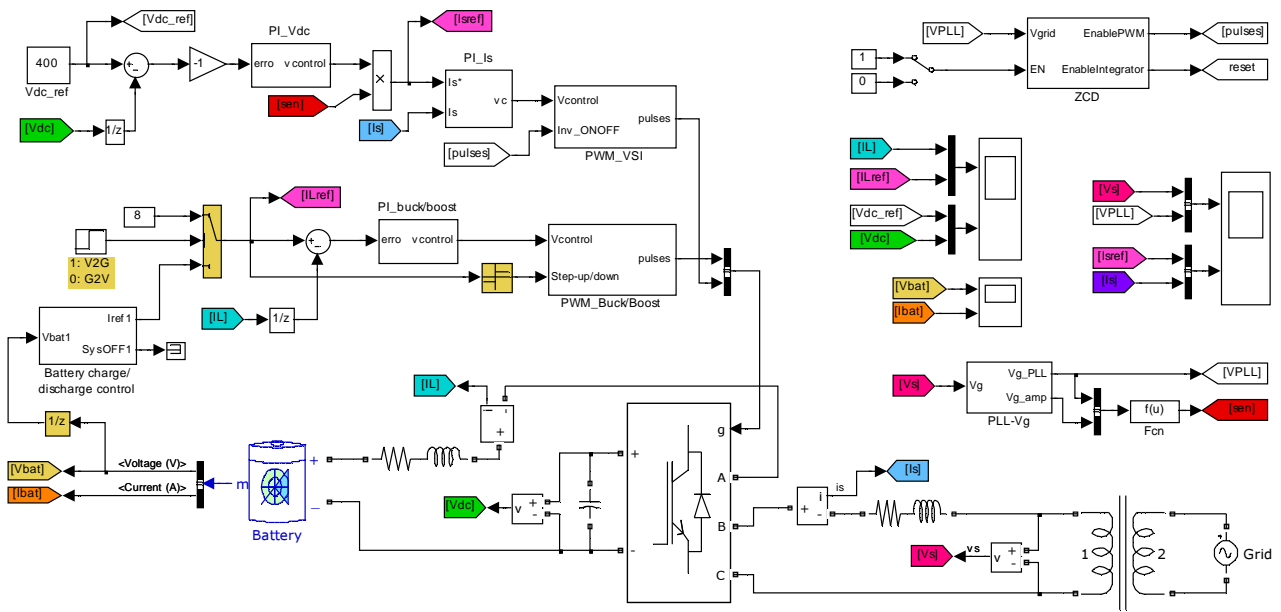 [Vdc_ref]
400
Vdc_ref
+
-
-1
PI_Vdc
erro
v control
[Vdc]
1/z
[sen]
×
[Isref]
PI_Is
Is*
Is
v c
[Is]
[pulses]
Vcontrol
Inv_ONOFF
pulses
PWM_VSI
[VPLL]
1
0
Vgrid
EN
EnablePWM
EnableIntegrator
ZCD
[pulses]
reset
8
1: V2G
0: G2V
[ILref]
+
-
PI_buck/boost
erro
vcontrol
[IL]
1/z
Vcontrol
Step-up/down
pulses
PWM_Buck/Boost
[IL]
[ILref]
[Vdc_ref]
[Vdc]
[Vbat]
[Ibat]
[Vs]
[VPLL]
[Isref]
[Is]
Vbat1
Iref1
SysOFF1
Battery charge/
discharge control
1/z
[Vbat]
[Ibat]
<Voltage (V)>
<Current (A)>
m
+
-
Battery
[IL]
-
i
+
[Vdc]
v
+
-
g
+
-
A
B
C
i
+
-
is
[Is]
[Vs]
vs
v
+
-
1
2
Grid
[Vs]
Vg
Vg_PLL
Vg_amp
PLL-Vg
f(u)
Fcn
[VPLL]
[sen]